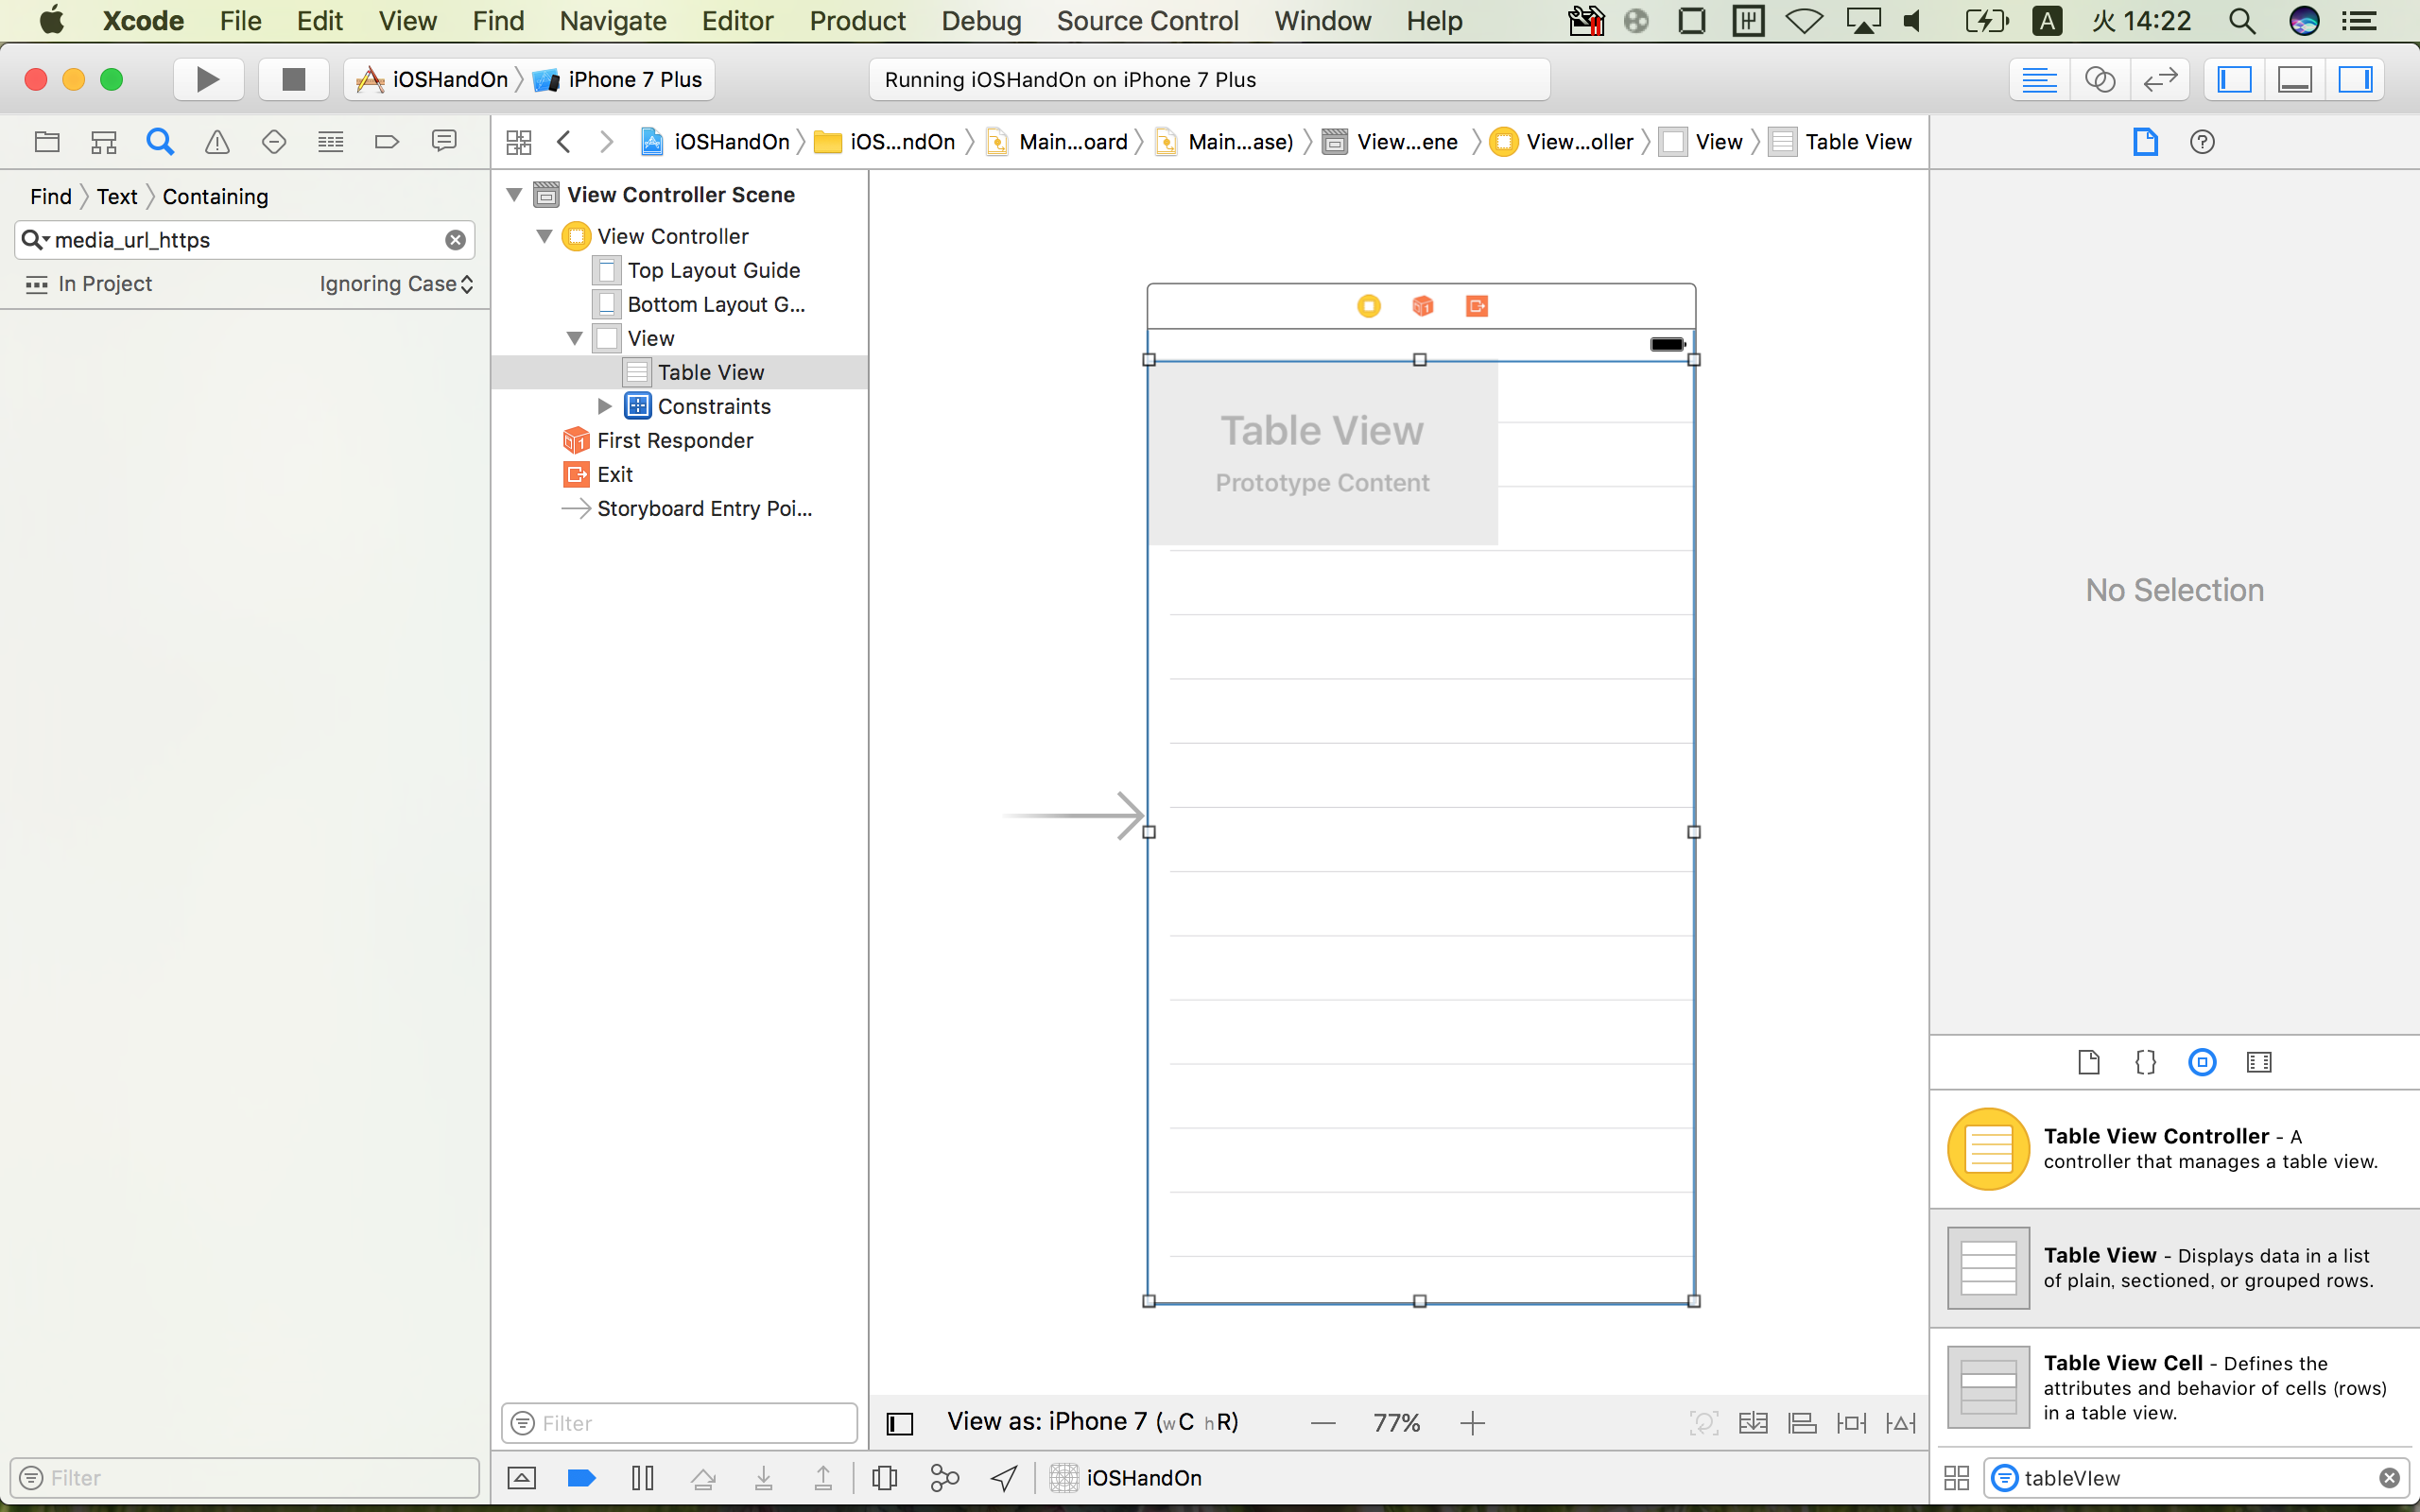 Xcode File Edit View Find Navigate Editor Product Debug Source Control Window Help A 火 14:22
iOSHandOn iPhone 7 Plus
Running iOSHandOn on iPhone 7 Plus
iOSHandOn iOS...ndOn Main...oard Main...ase) View...ene View...oller View Table View
Find Text Containing
media_url_https
In Project Ignoring Case
Filter
View Controller Scene
View Controller
Top Layout Guide
Bottom Layout G...
View
Table View
Constraints
First Responder
Exit
Storyboard Entry Poi...
Filter
Table View
Prototype Content
View as: iPhone 7 (wC hR) 77%
iOSHandOn
No Selection
Table View Controller - A
controller that manages a table view.
Table View - Displays data in a list
of plain, sectioned, or grouped rows.
Table View Cell - Defines the
attributes and behavior of cells (rows)
in a table view.
tableVIew